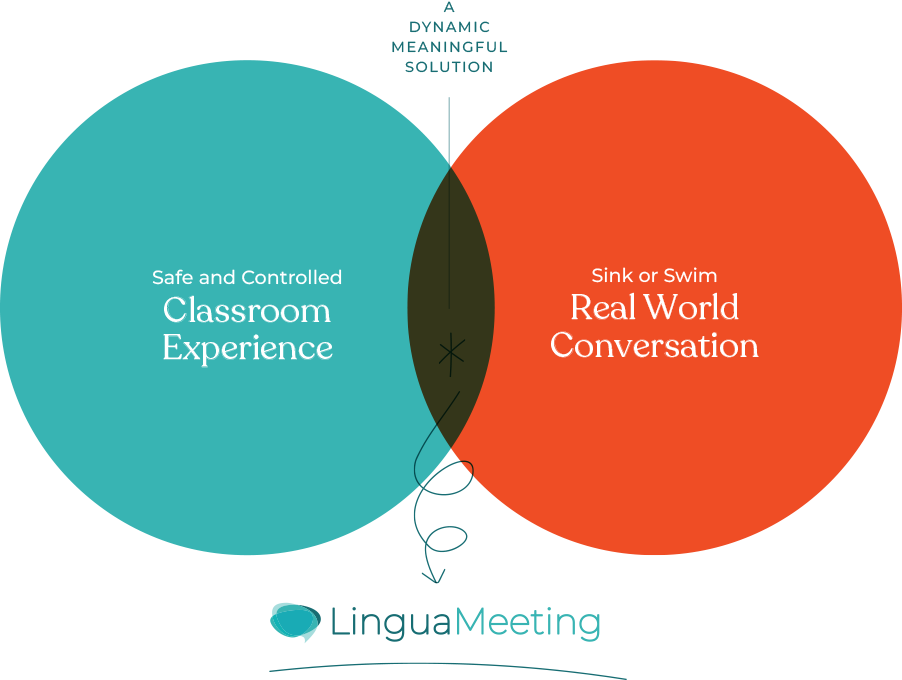 A
DYNAMIC
MEANINGFUL
SOLUTION
Safe and Controlled
Classroom
Experience
Sink or Swim
Real World
Conversation
LinguaMeeting